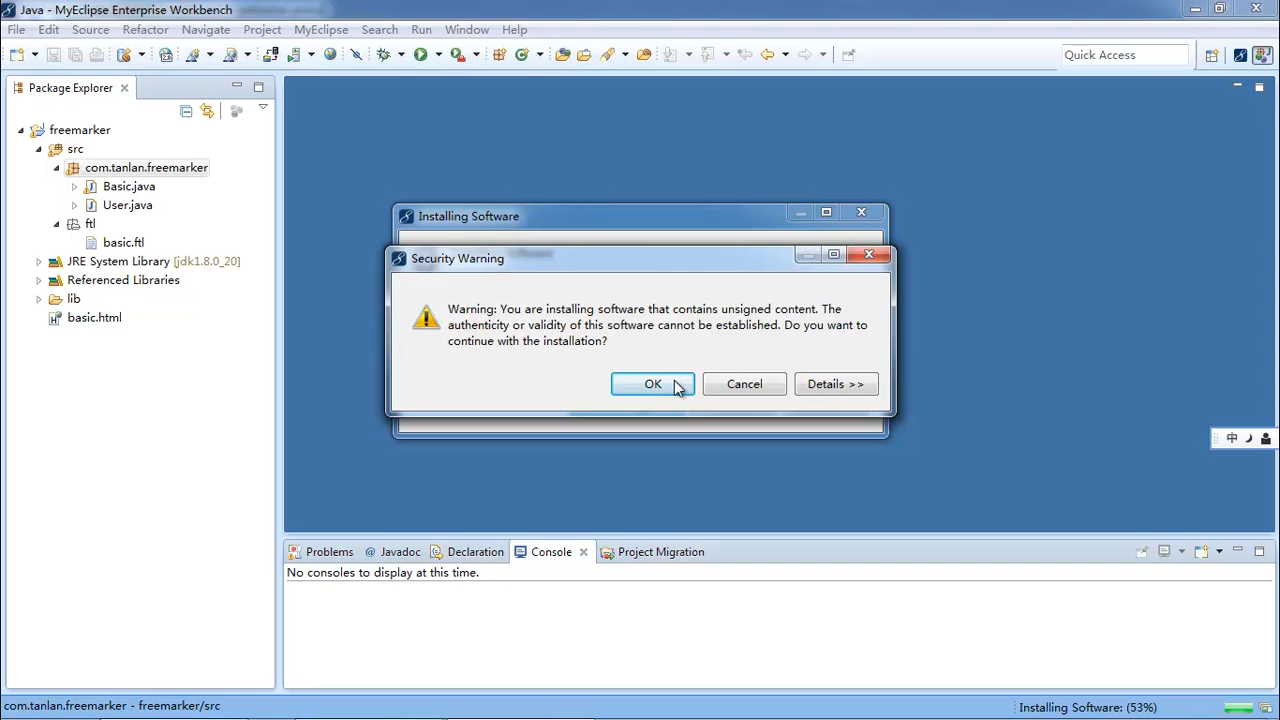 Java - MyEclipse Enterprise Workbench
File Edit Source Refactor Navigate Project MyEclipse Search Run Window Help
Quick Access
Package Explorer
freemarker
src
com.tanlan.freemarker
Basic.java
User.java
ftl
basic.ftl
JRE System Library [jdk1.8.0_20]
Referenced Libraries
lib
basic.html
Installing Software
Security Warning
Warning: You are installing software that contains unsigned content. The
authenticity or validity of this software cannot be established. Do you want to
continue with the installation?
OK Cancel Details >>
中
Problems @ Javadoc Declaration Console Project Migration
No consoles to display at this time.
com.tanlan.freemarker - freemarker/src Installing Software: (53%)